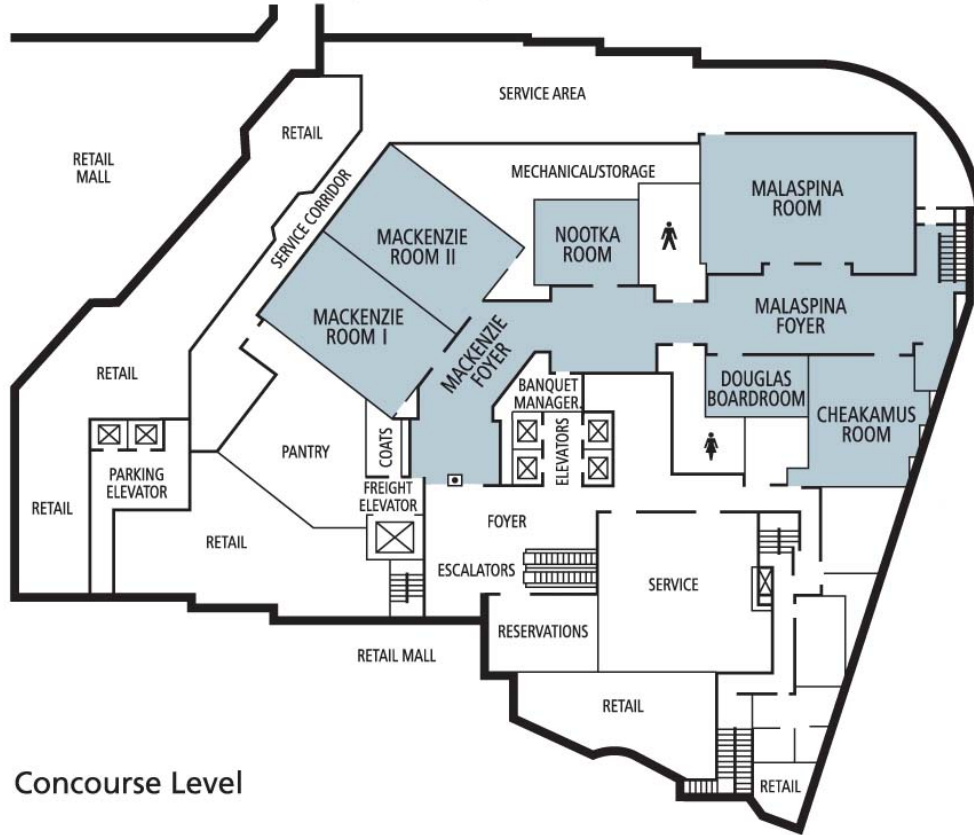 SERVICE AREA
RETAIL
RETAIL
MALL
MECHANICAL/STORAGE
MALASPINA
ROOM
SERVICE CORRIDOR
MACKENZIE
ROOM II
NOOTKA
ROOM
MACKENZIE
ROOM I
MACKENZIE
FOYER
MALASPINA
FOYER
RETAIL
BANQUET
MANAGER
DOUGLAS
BOARDROOM
CHEAKAMUS
ROOM
COATS
ELEVATORS
PANTRY
PARKING
ELEVATOR
FREIGHT
ELEVATOR
RETAIL
RETAIL
FOYER
ESCALATORS
SERVICE
RESERVATIONS
RETAIL MALL
RETAIL
RETAIL
Concourse Level